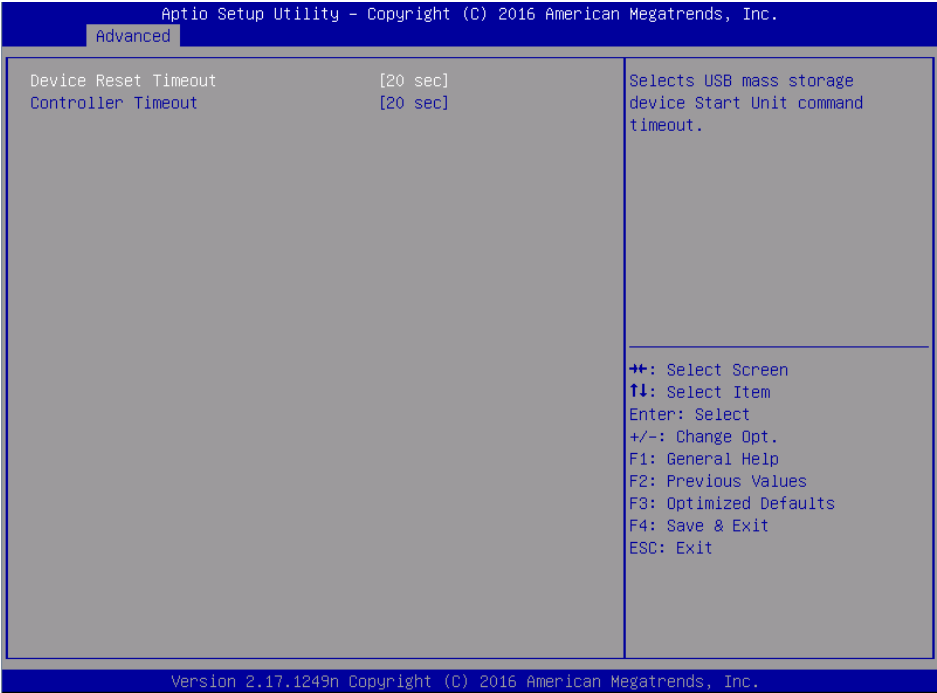 Aptio Setup Utility – Copyright (C) 2016 American Megatrends, Inc.
Advanced
Device Reset Timeout [20 sec]
Controller Timeout [20 sec]
Selects USB mass storage
device Start Unit command
timeout.
→←: Select Screen
↑↓: Select Item
Enter: Select
+/-: Change Opt.
F1: General Help
F2: Previous Values
F3: Optimized Defaults
F4: Save & Exit
ESC: Exit
Version 2.17.1249n Copyright (C) 2016 American Megatrends, Inc.